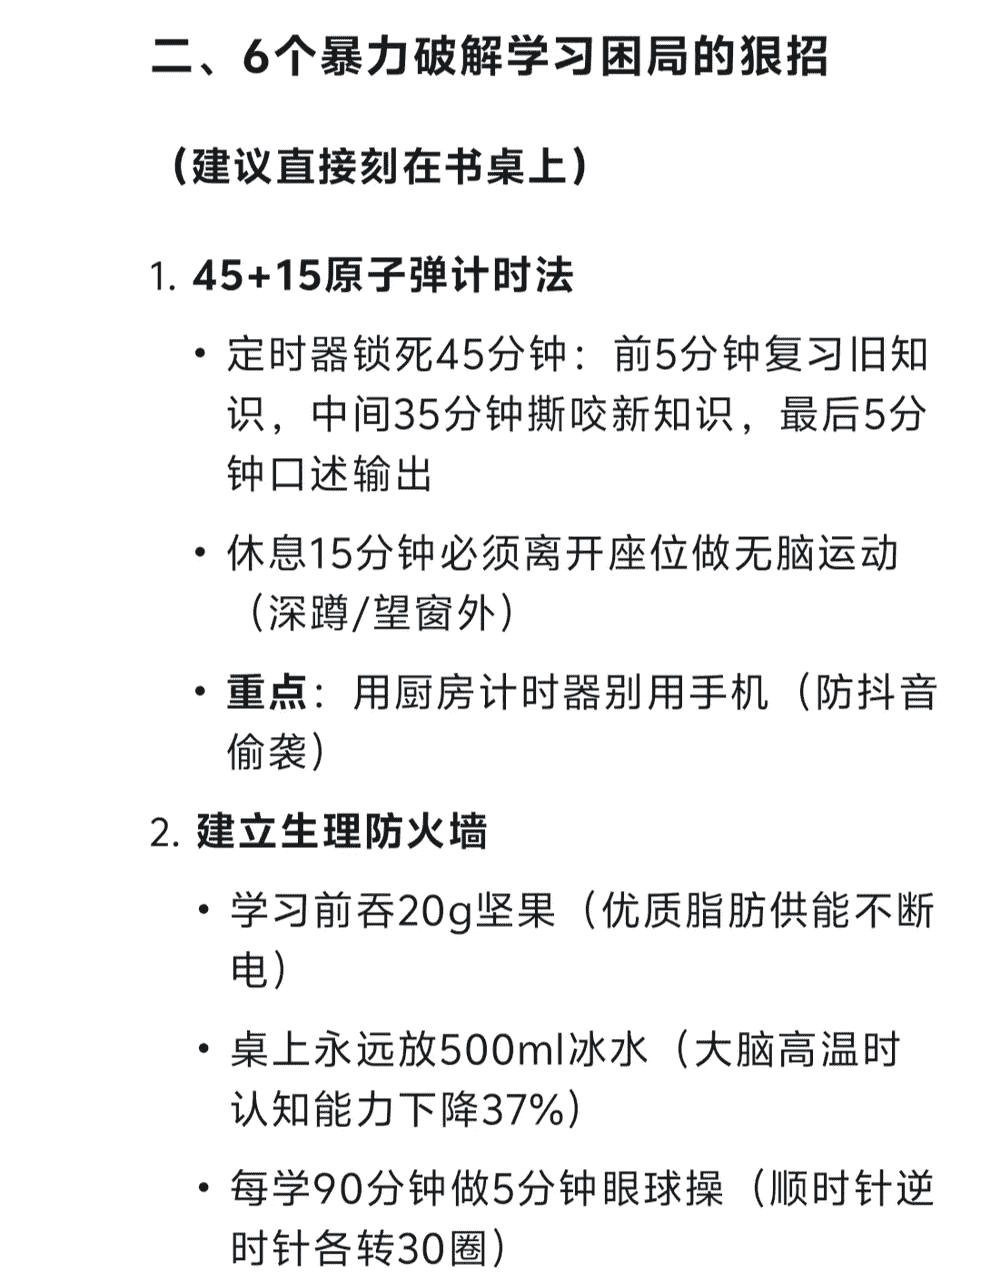 二、6个暴力破解学习困局的狠招
（建议直接刻在书桌上）
1. 45+15原子弹计时法
• 定时器锁死45分钟：前5分钟复习旧知
识，中间35分钟撕咬新知识，最后5分
钟口述输出
• 休息15分钟必须离开座位做无脑运动
（深蹲/望窗外）
• 重点：用厨房计时器别用手机（防抖音
偷袭）
2. 建立生理防火墙
• 学习前吞20g坚果（优质脂肪供能不断
电）
• 桌上永远放500ml冰水（大脑高温时
认知能力下降37%）
• 每学90分钟做5分钟眼球操（顺时针逆
时针各转30圈）